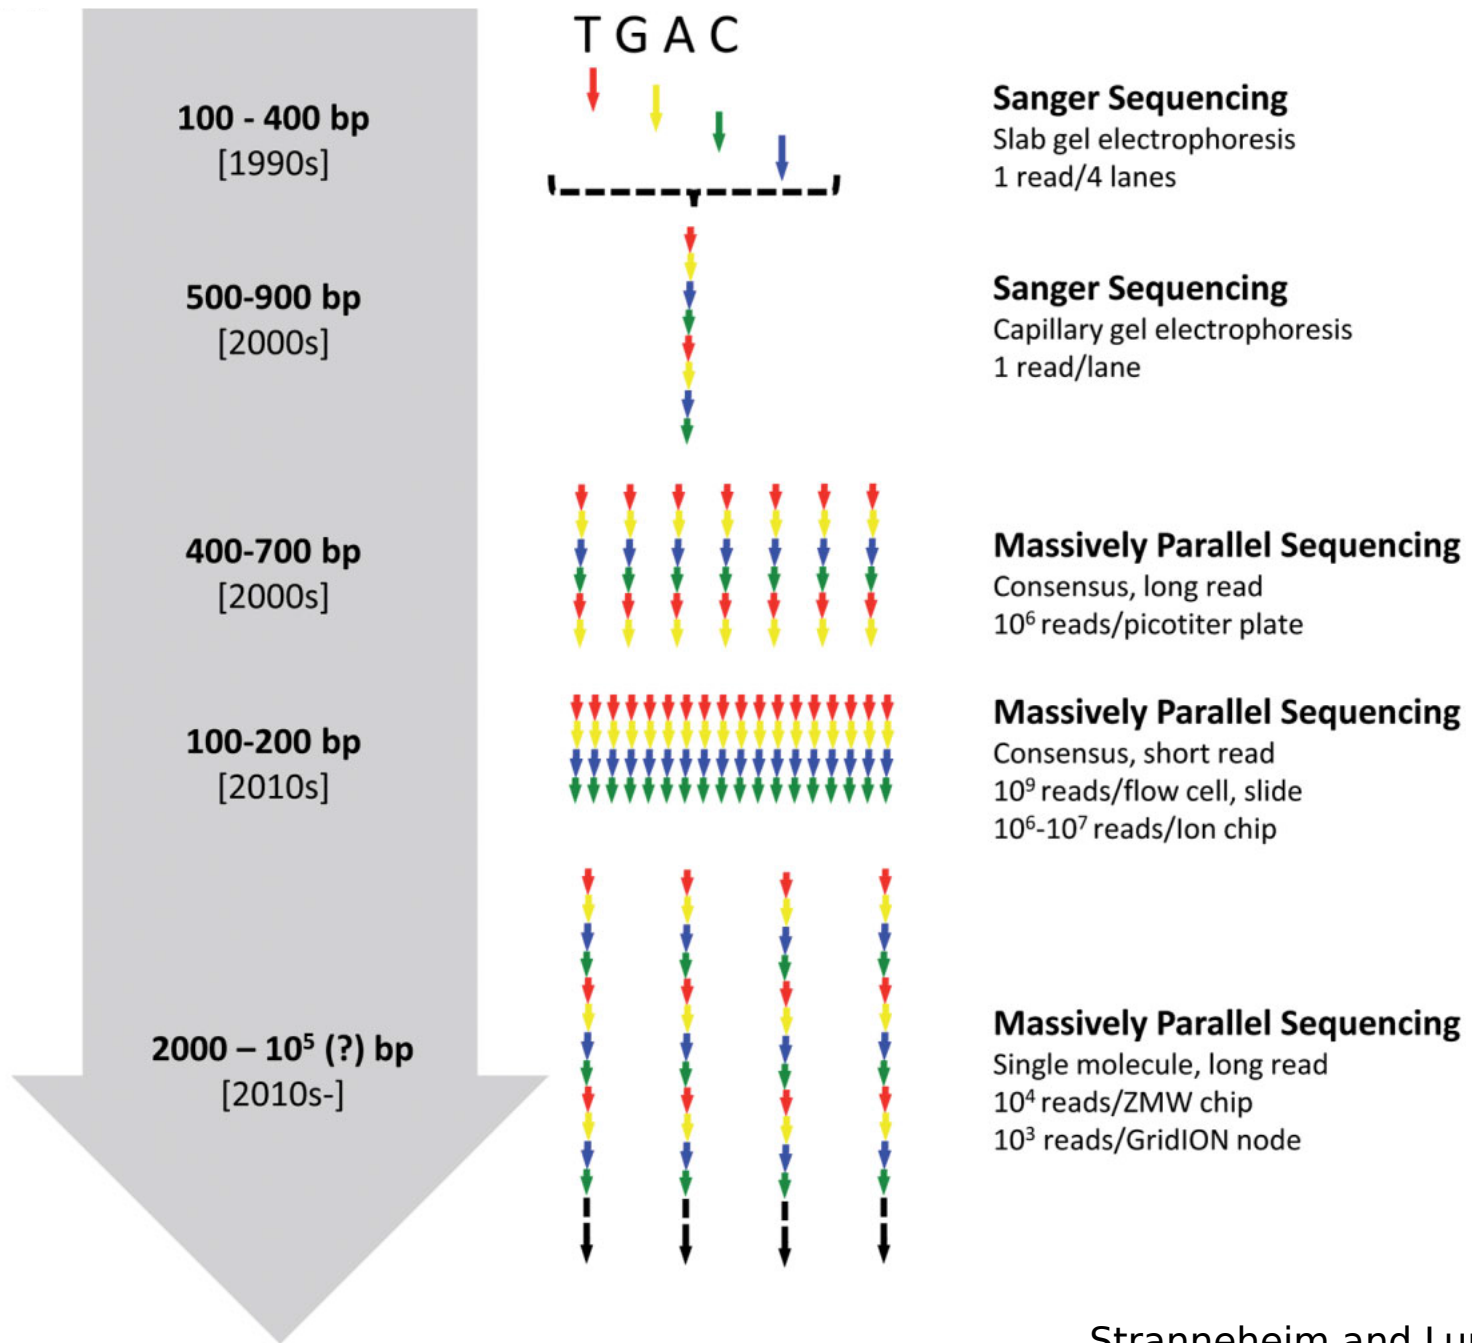 T G A C
100 - 400 bp
[1990s]
Sanger Sequencing
Slab gel electrophoresis
1 read/4 lanes
500-900 bp
[2000s]
Sanger Sequencing
Capillary gel electrophoresis
1 read/lane
400-700 bp
[2000s]
Massively Parallel Sequencing
Consensus, long read
10⁶ reads/picotiter plate
100-200 bp
[2010s]
Massively Parallel Sequencing
Consensus, short read
10⁹ reads/flow cell, slide
10⁶-10⁷ reads/Ion chip
2000 – 10⁵ (?) bp
[2010s-]
Massively Parallel Sequencing
Single molecule, long read
10⁴ reads/ZMW chip
10³ reads/GridION node
Stranneheim and